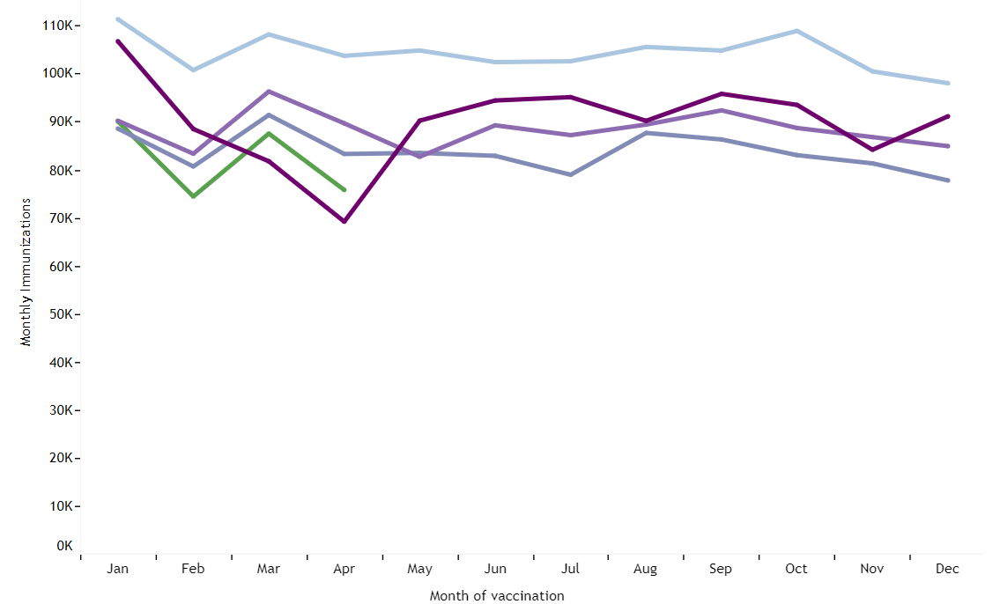 110K
100K
90K
80K
70K
60K
50K
40K
30K
20K
10K
0K
Monthly Immunizations
Jan Feb Mar Apr May Jun Jul Aug Sep Oct Nov Dec
Month of vaccination